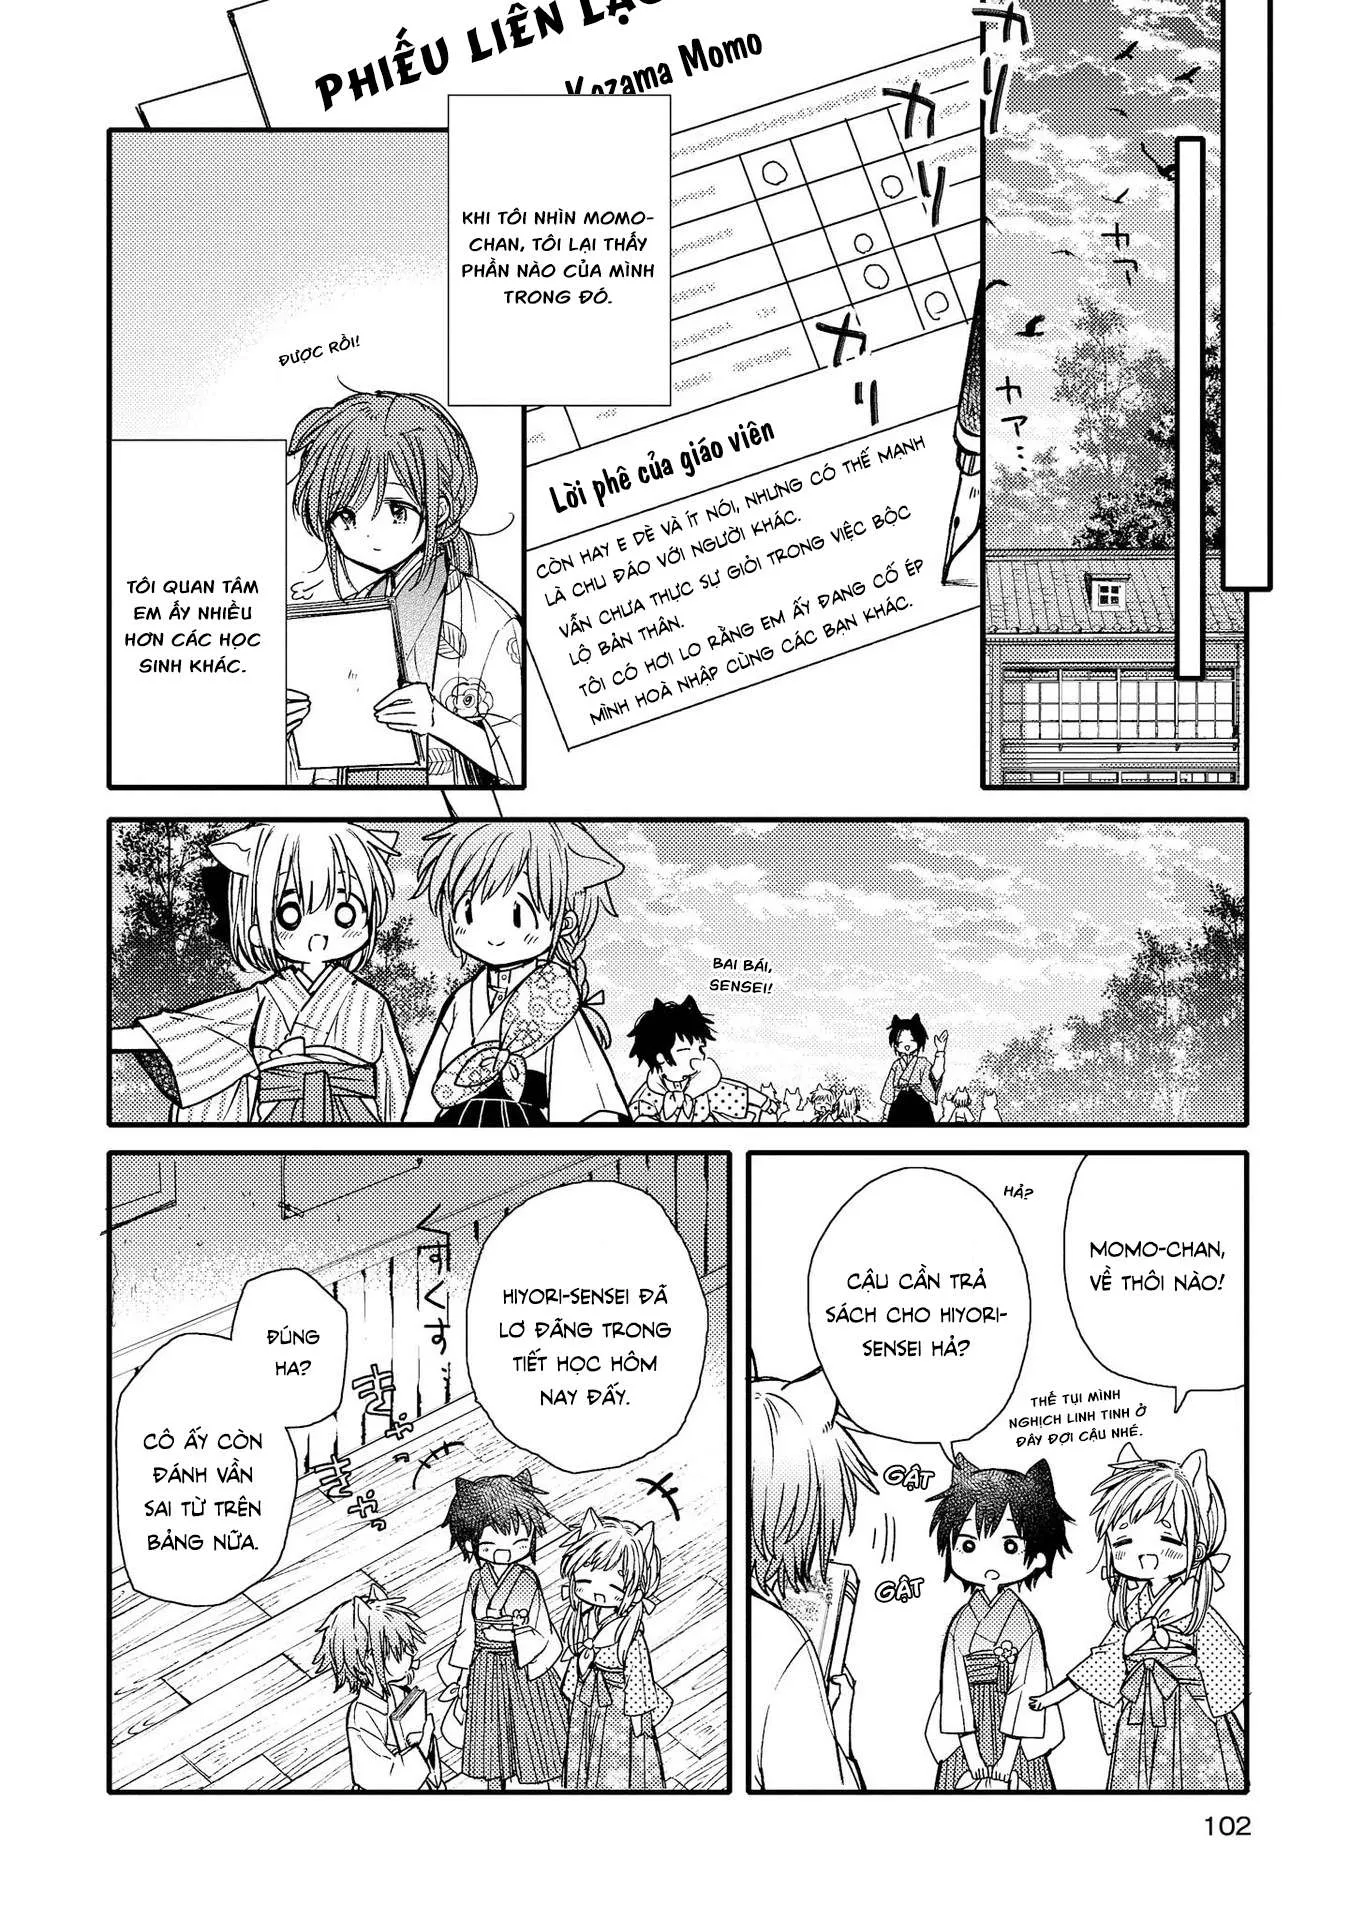 カァ
カァ…
カリ
カリ
カリ
PHIẾU LIÊN LẠC
Kozama Momo
Lời phê của giáo viên
CÒN HAY E DÈ VÀ ÍT NÓI, NHƯNG CÓ THẾ MẠNH
LÀ CHU ĐÁO VỚI NGƯỜI KHÁC.
VẪN CHƯA THỰC SỰ GIỎI TRONG VIỆC BỘC
LỘ BẢN THÂN.
TÔI CÓ HƠI LO RẰNG EM ẤY ĐANG CỐ ÉP
MÌNH HOÀ NHẬP CÙNG CÁC BẠN KHÁC.
KHI TÔI NHÌN MOMO-
CHAN, TÔI LẠI THẤY
PHẦN NÀO CỦA MÌNH
TRONG ĐÓ.
ĐƯỢC RỒI!
TÔI QUAN TÂM
EM ẤY NHIỀU
HƠN CÁC HỌC
SINH KHÁC.
BAI BÁI,
SENSEI!
MOMO-CHAN,
VỀ THÔI NÀO!
HẢ?
CẬU CẦN TRẢ
SÁCH CHO HIYORI-
SENSEI HẢ?
THẾ TỤI MÌNH
NGHỊCH LINH TINH Ở
ĐÂY ĐỢI CẬU NHÉ.
GẬT
GẬT
HIYORI-SENSEI ĐÃ
LƠ ĐÃNG TRONG
TIẾT HỌC HÔM
NAY ĐẤY.
くすくす
ĐÚNG
HA?
CÔ ẤY CÒN
ĐÁNH VẦN
SAI TỪ TRÊN
BẢNG NỮA.
きゃっ
きゃっ
102